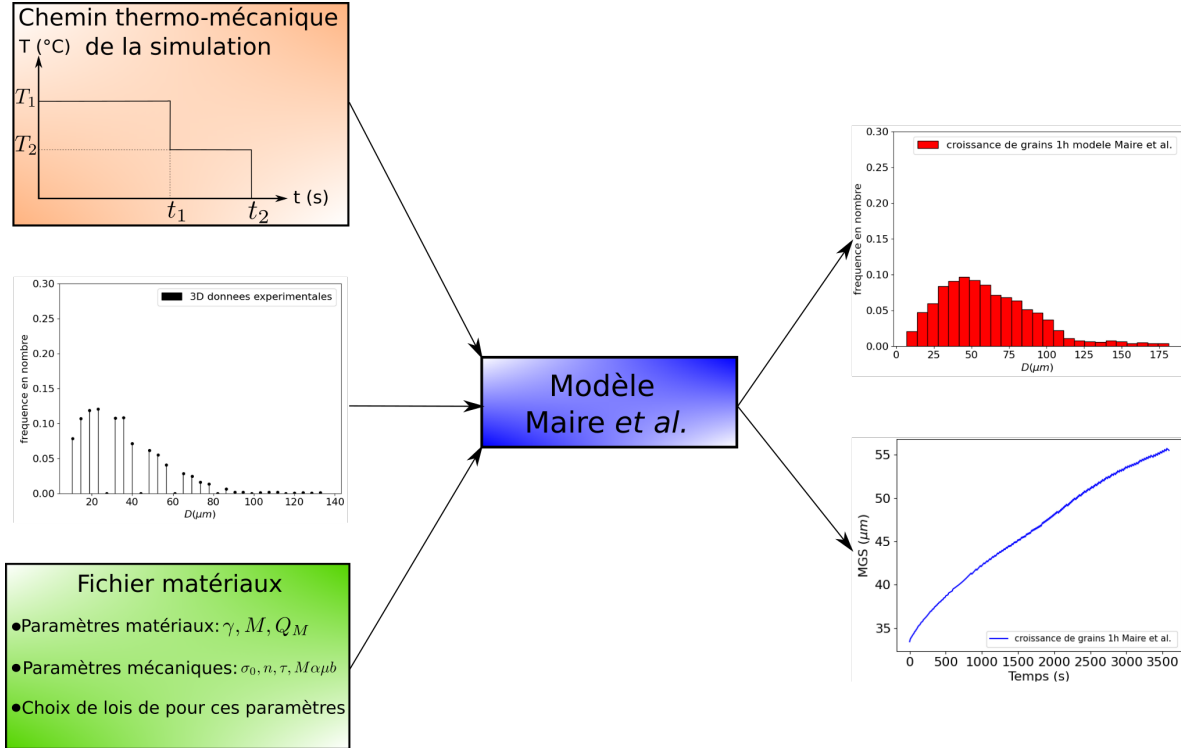 Chemin thermo-mécanique
T (°C) de la simulation
T₁
T₂
t (s)
t₁
t₂
0.30
0.25
0.20
0.15
0.10
0.05
0.00
frequence en nombre
3D donnees experimentales
20 40 60 80 100 120 140
D(μm)
Fichier matériaux
●Paramètres matériaux: γ, M, Q_M
●Paramètres mécaniques: σ₀, n, τ, Mαμb
●Choix de lois de pour ces paramètres
Modèle
Maire et al.
0.30
0.25
0.20
0.15
0.10
0.05
0.00
frequence en nombre
croissance de grains 1h modele Maire et al.
0 25 50 75 100 125 150 175
D(μm)
55
50
45
40
35
MGS (μm)
croissance de grains 1h Maire et al.
0 500 1000 1500 2000 2500 3000 3500
Temps (s)